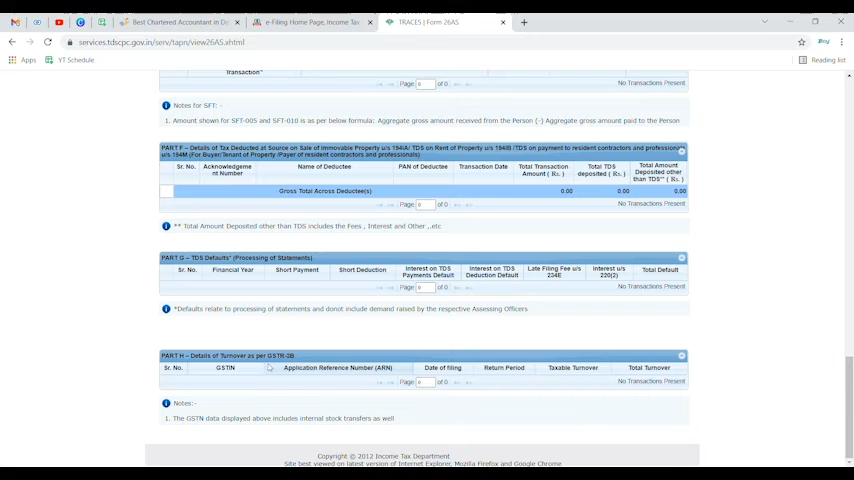 Best Chartered Accountant in De
e-Filing Home Page, Income Tax
TRACES | Form 26AS
services.tdscpc.gov.in/serv/tapn/view26AS.xhtml
Apps
YT Schedule
Reading list
Transaction**
Page 0 of 0
No Transactions Present
Notes for SFT: -
1. Amount shown for SFT-005 and SFT-010 is as per below formula: Aggregate gross amount received from the Person (-) Aggregate gross amount paid to the Person
PART F – Details of Tax Deducted at Source on Sale of Immovable Property u/s 194IA/ TDS on Rent of Property u/s 194IB /TDS on payment to resident contractors and professionals
u/s 194M (For Buyer/Tenant of Property /Payer of resident contractors and professionals)
Sr. No. Acknowledgeme nt Number Name of Deductee PAN of Deductee Transaction Date Total Transaction Amount ( Rs. ) Total TDS deposited ( Rs. ) Total Amount Deposited other than TDS** ( Rs. )
Gross Total Across Deductee(s) 0.00 0.00 0.00
Page 0 of 0
No Transactions Present
** Total Amount Deposited other than TDS includes the Fees , Interest and Other ,.etc
PART G – TDS Defaults* (Processing of Statements)
Sr. No. Financial Year Short Payment Short Deduction Interest on TDS Payments Default Interest on TDS Deduction Default Late Filing Fee u/s 234E Interest u/s 220(2) Total Default
Page 0 of 0
No Transactions Present
*Defaults relate to processing of statements and donot include demand raised by the respective Assessing Officers
PART H – Details of Turnover as per GSTR-3B
Sr. No. GSTIN Application Reference Number (ARN) Date of filing Return Period Taxable Turnover Total Turnover
Page 0 of 0
No Transactions Present
Notes:-
1. The GSTN data displayed above includes internal stock transfers as well
Copyright © 2012 Income Tax Department
Site best viewed on latest version of Internet Explorer, Mozilla Firefox and Google Chrome